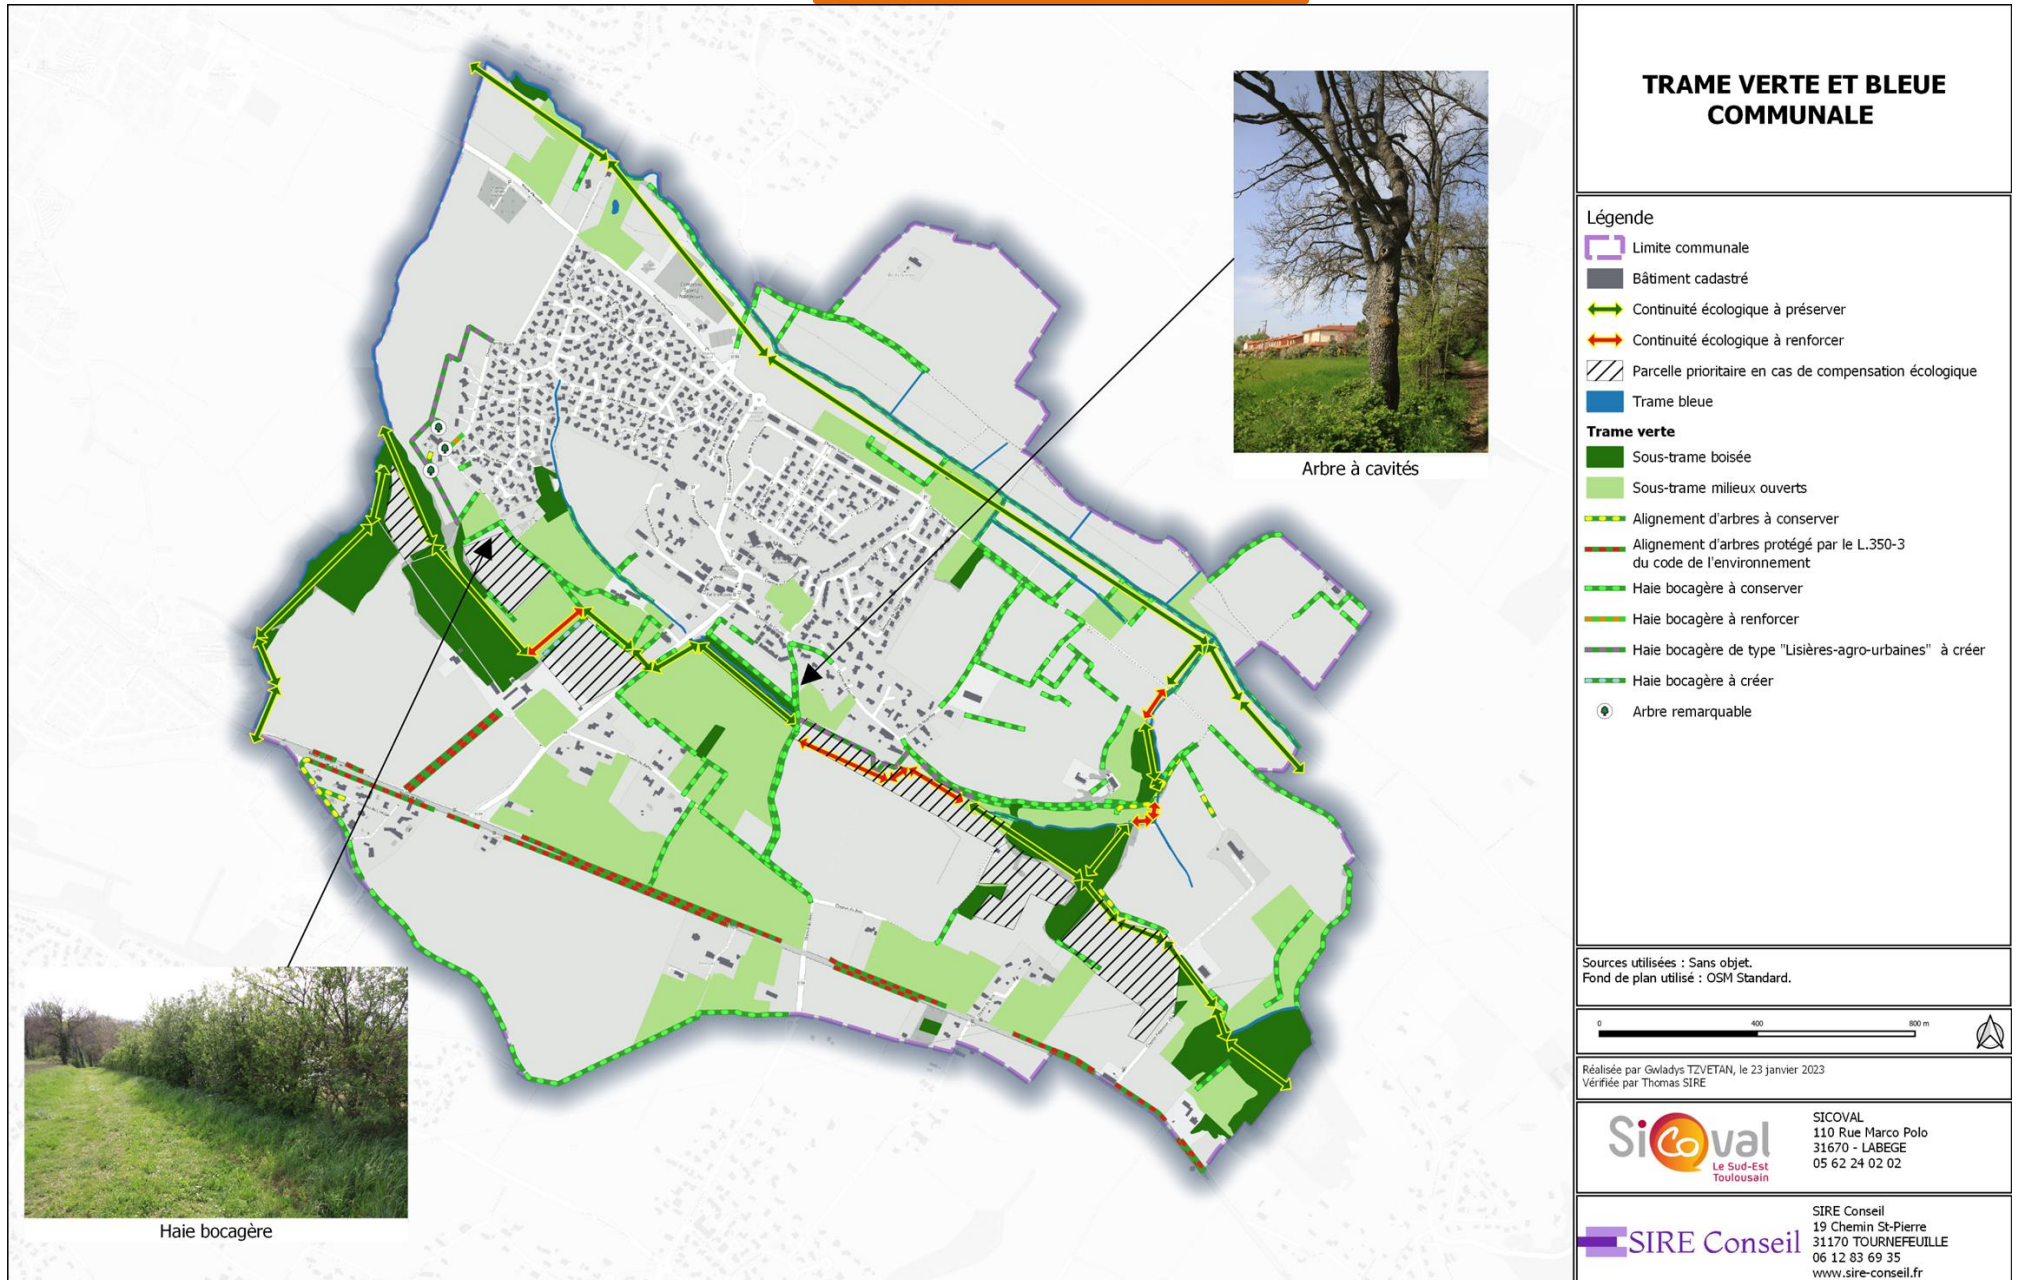 TRAME VERTE ET BLEUE
COMMUNALE
Légende
Limite communale
Bâtiment cadastré
Continuité écologique à préserver
Continuité écologique à renforcer
Parcelle prioritaire en cas de compensation écologique
Trame bleue
Trame verte
Sous-trame boisée
Sous-trame milieux ouverts
Alignement d'arbres à conserver
Alignement d'arbres protégé par le L.350-3
du code de l'environnement
Haie bocagère à conserver
Haie bocagère à renforcer
Haie bocagère de type "Lisières-agro-urbaines" à créer
Haie bocagère à créer
Arbre remarquable
Arbre à cavités
Haie bocagère
Sources utilisées : Sans objet.
Fond de plan utilisé : OSM Standard.
0 400 800 m
Réalisée par Gwladys TZVETAN, le 23 janvier 2023
Vérifiée par Thomas SIRE
Sicoval
Le Sud-Est
Toulousain
SICOVAL
110 Rue Marco Polo
31670 - LABEGE
05 62 24 02 02
SIRE Conseil
SIRE Conseil
19 Chemin St-Pierre
31170 TOURNEFEUILLE
06 12 83 69 35
www.sire-conseil.fr